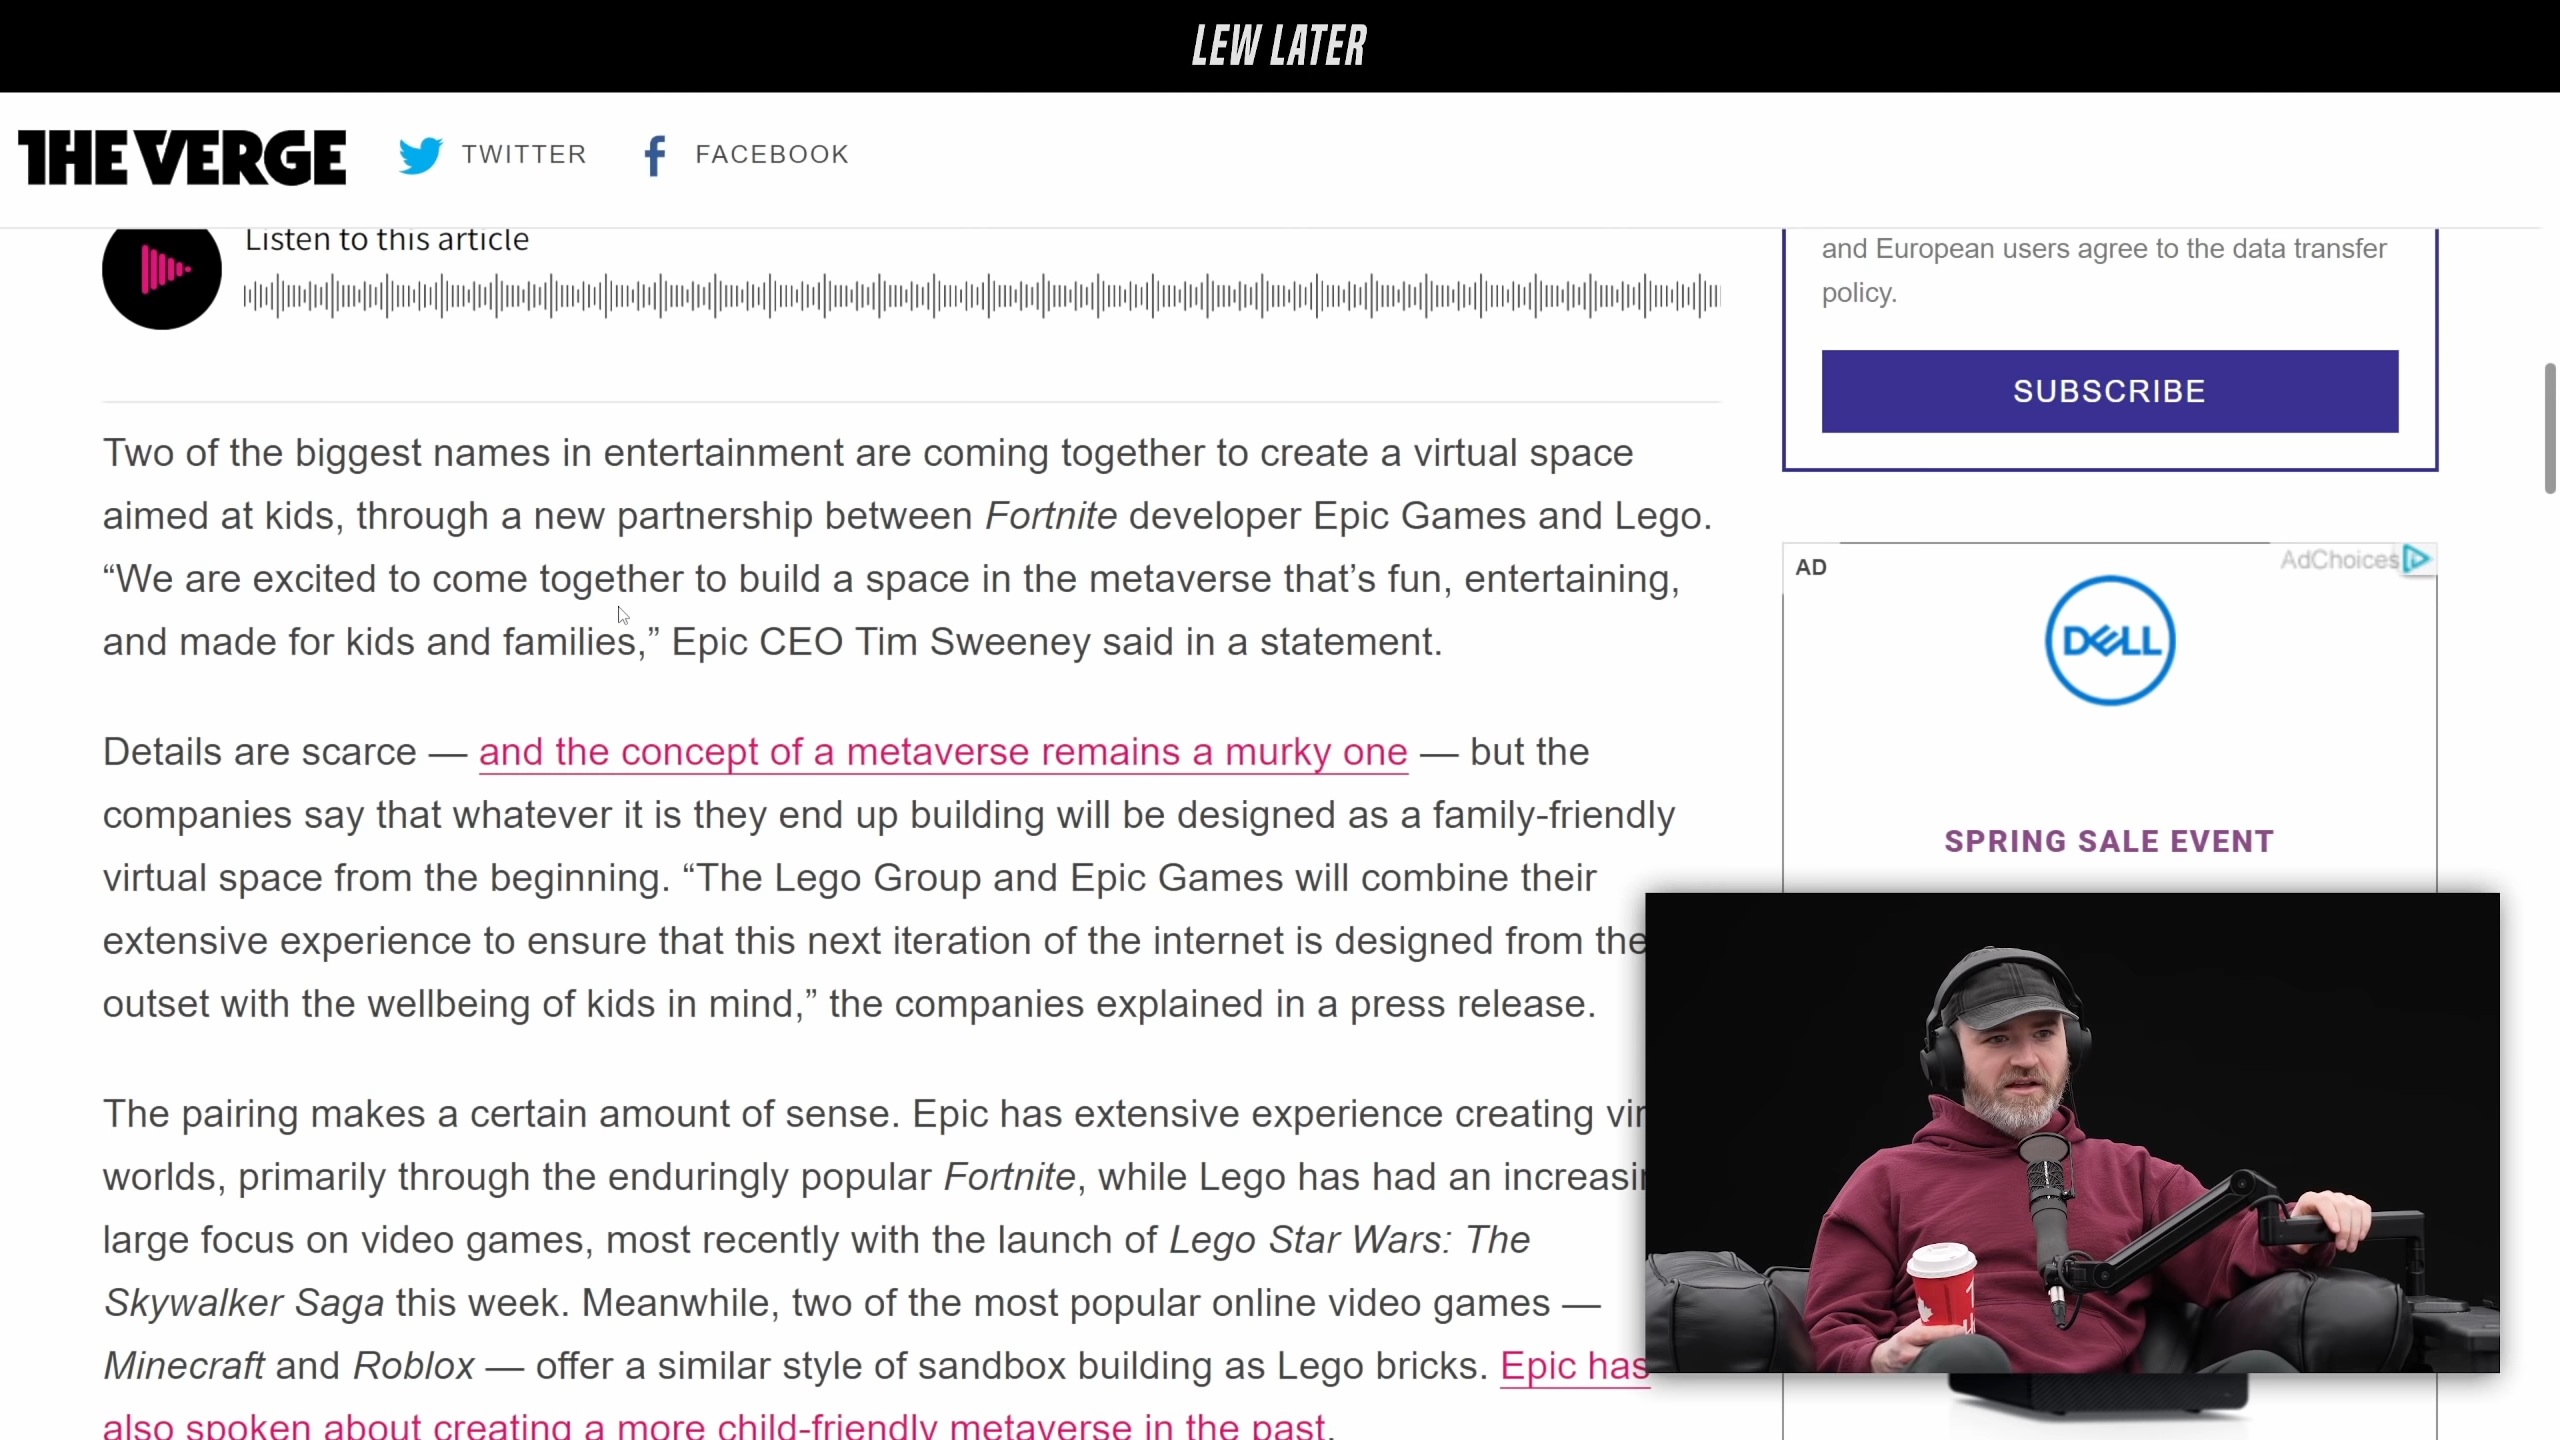 LEW LATER
THE VERGE
TWITTER
FACEBOOK
Listen to this article
Two of the biggest names in entertainment are coming together to create a virtual space
aimed at kids, through a new partnership between Fortnite developer Epic Games and Lego.
“We are excited to come together to build a space in the metaverse that’s fun, entertaining,
and made for kids and families,” Epic CEO Tim Sweeney said in a statement.
Details are scarce — and the concept of a metaverse remains a murky one — but the
companies say that whatever it is they end up building will be designed as a family-friendly
virtual space from the beginning. “The Lego Group and Epic Games will combine their
extensive experience to ensure that this next iteration of the internet is designed from the
outset with the wellbeing of kids in mind,” the companies explained in a press release.
The pairing makes a certain amount of sense. Epic has extensive experience creating
worlds, primarily through the enduringly popular Fortnite, while Lego has had an
large focus on video games, most recently with the launch of Lego Star Wars: The
Skywalker Saga this week. Meanwhile, two of the most popular online video games —
Minecraft and Roblox — offer a similar style of sandbox building as Lego bricks. Epic has
also spoken about creating a more child-friendly metaverse in the past.
and European users agree to the data transfer
policy.
SUBSCRIBE
AD
AdChoices
DELL
SPRING SALE EVENT